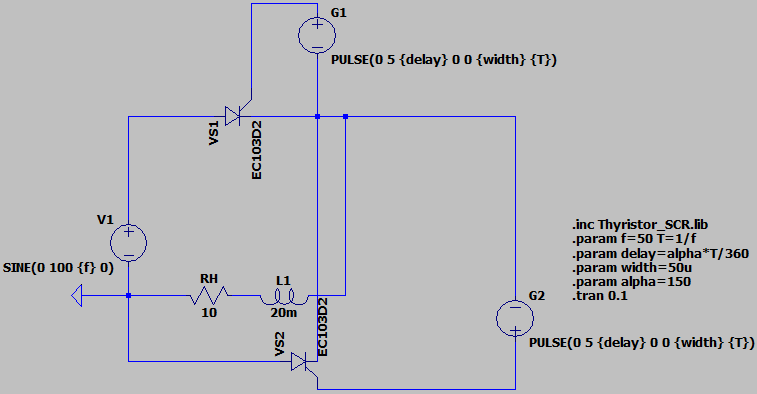 G1
PULSE(0 5 {delay} 0 0 {width} {T})
VS1
EC103D2
V1
SINE(0 100 {f} 0)
.inc Thyristor_SCR.lib
.param f=50 T=1/f
.param delay=alpha*T/360
.param width=50u
.param alpha=150
.tran 0.1
RH
10
L1
20m
VS2
EC103D2
G2
PULSE(0 5 {delay} 0 0 {width} {T})